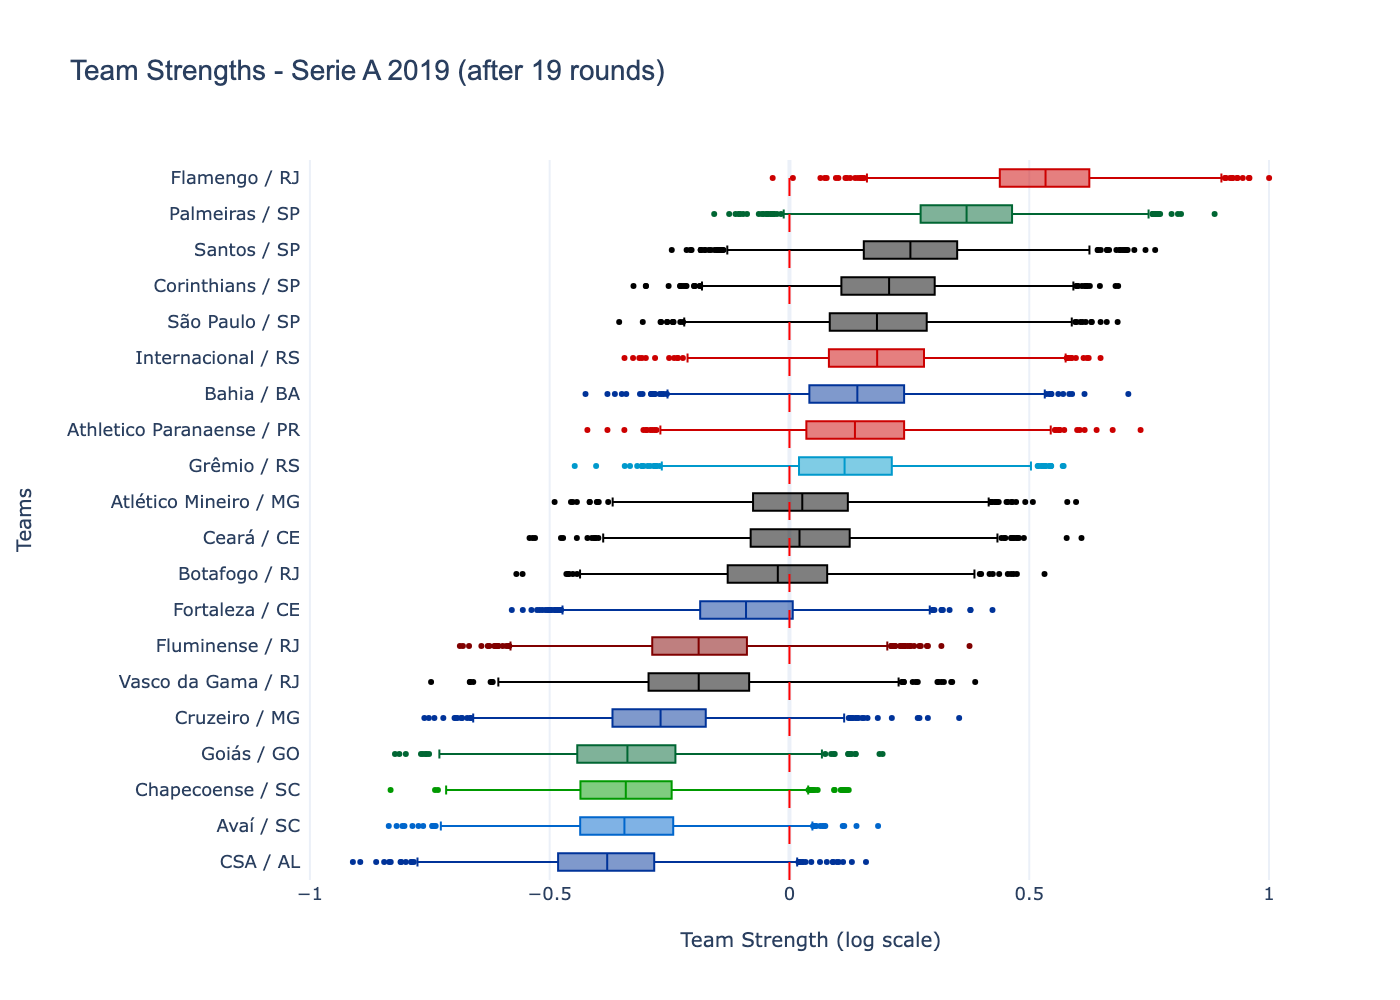 Team Strengths - Serie A 2019 (after 19 rounds)
Teams
Flamengo / RJ
Palmeiras / SP
Santos / SP
Corinthians / SP
São Paulo / SP
Internacional / RS
Bahia / BA
Athletico Paranaense / PR
Grêmio / RS
Atlético Mineiro / MG
Ceará / CE
Botafogo / RJ
Fortaleza / CE
Fluminense / RJ
Vasco da Gama / RJ
Cruzeiro / MG
Goiás / GO
Chapecoense / SC
Avaí / SC
CSA / AL
−1 −0.5 0 0.5 1
Team Strength (log scale)